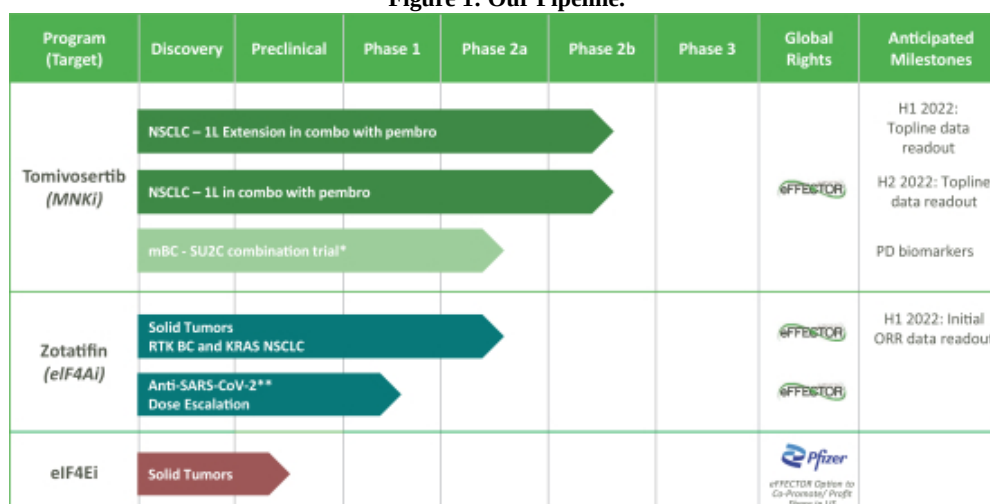 Figure 1: Our Pipeline.
Program
(Target)
Discovery
Preclinical
Phase 1
Phase 2a
Phase 2b
Phase 3
Global
Rights
Anticipated
Milestones
Tomivosertib
(MNKi)
NSCLC – 1L Extension in combo with pembro
H1 2022:
Topline data
readout
NSCLC – 1L in combo with pembro
eFFECTOR
H2 2022: Topline
data readout
mBC - SU2C combination trial*
PD biomarkers
Zotatifin
(eIF4Ai)
Solid Tumors
RTK BC and KRAS NSCLC
eFFECTOR
H1 2022: Initial
ORR data readout
Anti-SARS-CoV-2**
Dose Escalation
eFFECTOR
eIF4Ei
Solid Tumors
Pfizer
eFFECTOR Option to
Co-Promote/ Profit